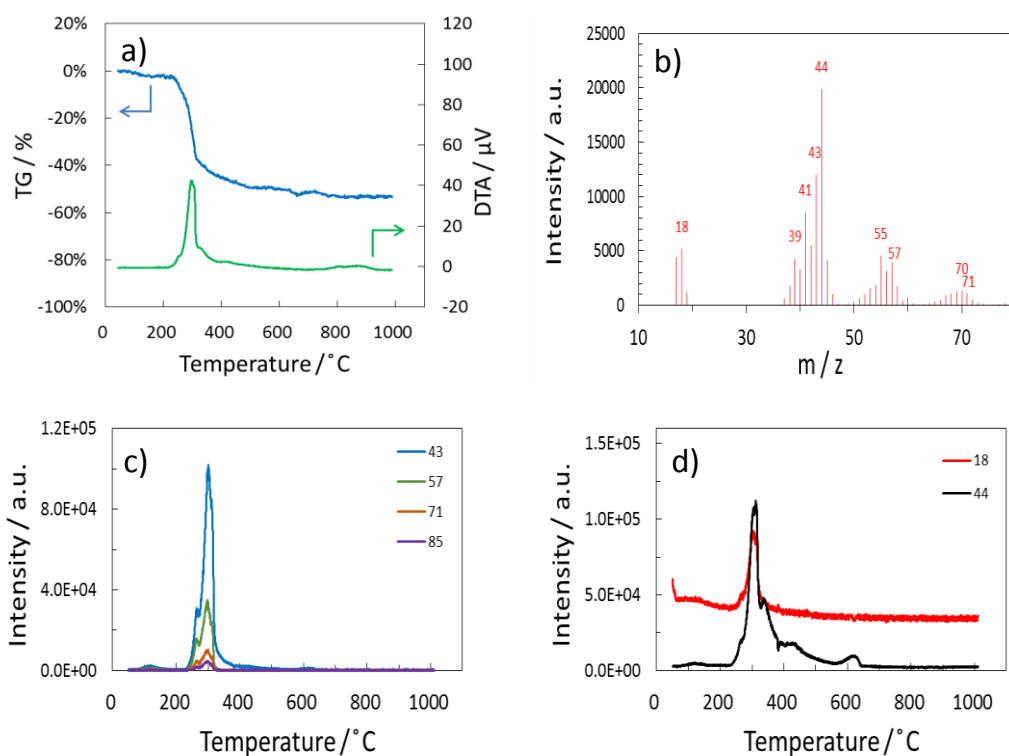 a)
20%
0%
-20%
-40%
-60%
-80%
-100%
TG / %
120
100
80
60
40
20
0
-20
DTA / µV
0 200 400 600 800 1000
Temperature / ˚C
b)
25000
20000
15000
10000
5000
0
Intensity / a.u.
44
43
41
18
39
55
57
70
71
10 30 50 70
m / z
c)
1.2E+05
8.0E+04
4.0E+04
0.0E+00
Intensity / a.u.
43
57
71
85
0 200 400 600 800 1000
Temperature / ˚C
d)
1.5E+05
1.0E+05
5.0E+04
0.0E+00
Intensity / a.u.
18
44
0 200 400 600 800 1000
Temperature / ˚C